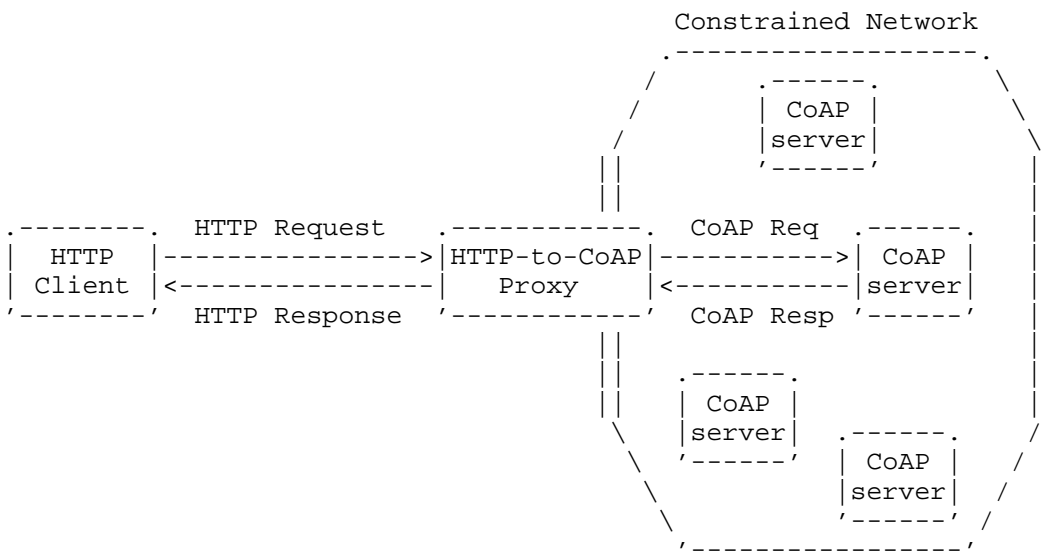 Constrained Network
CoAP
server
HTTP Request CoAP Req
HTTP HTTP-to-CoAP CoAP
Client Proxy server
HTTP Response CoAP Resp
CoAP
server
CoAP
server